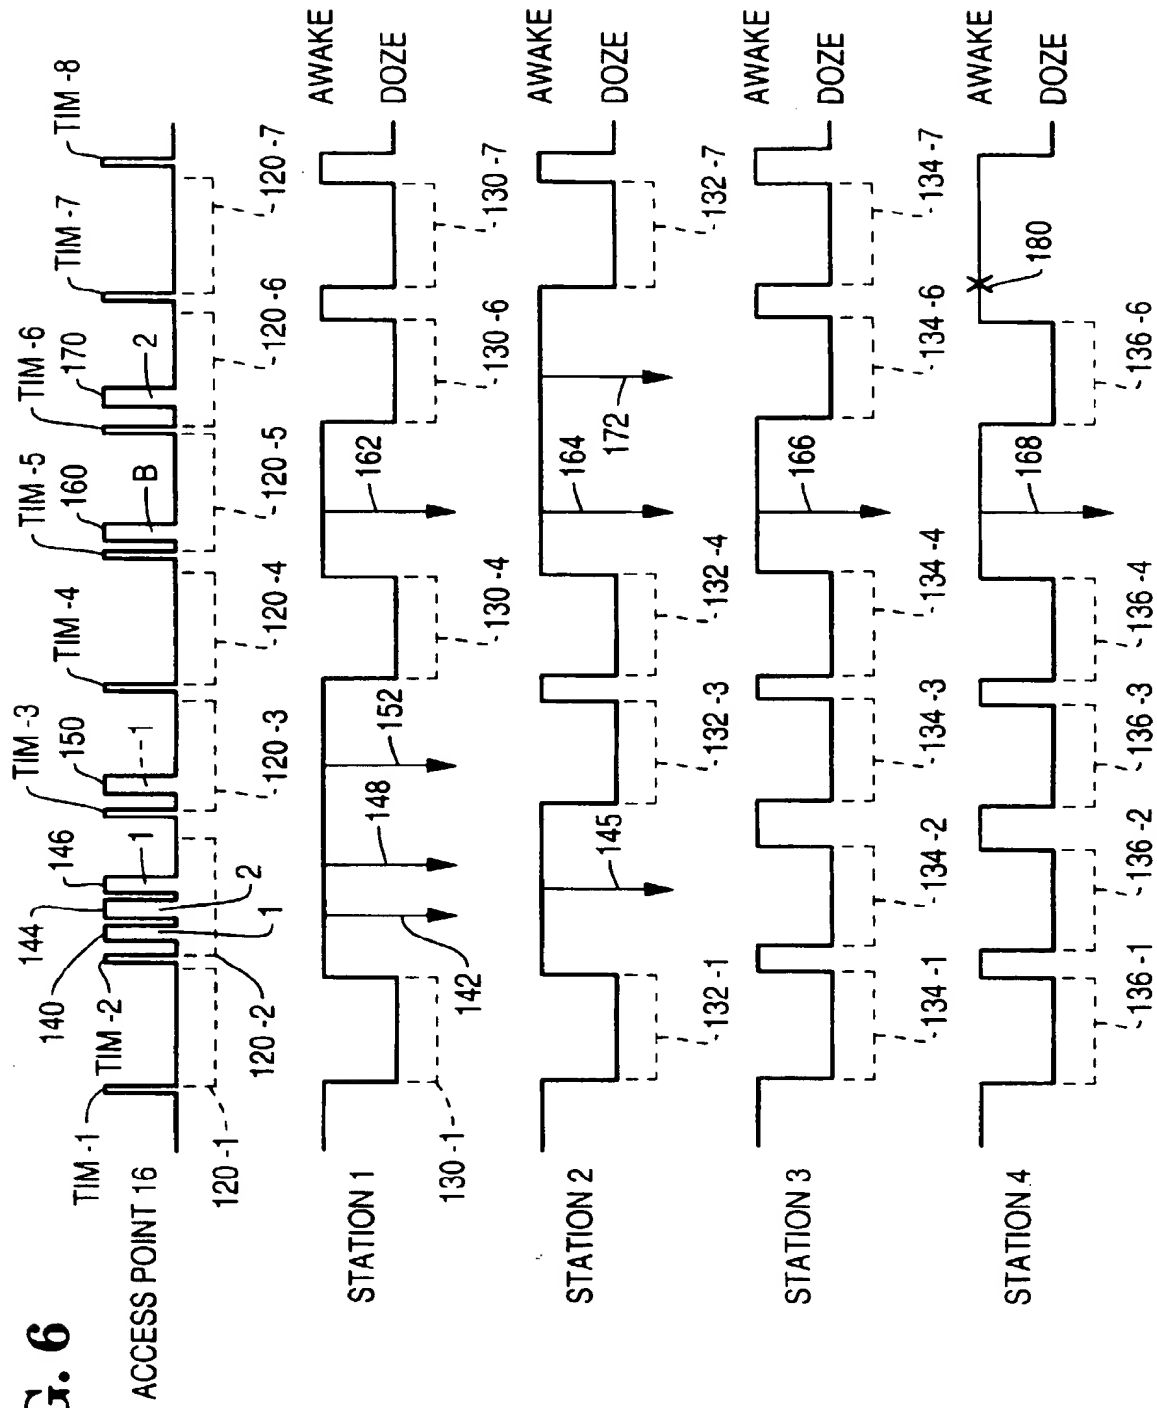 G. 6
ACCESS POINT 16
TIM -1
TIM -2
TIM -3
TIM -4
TIM -5
TIM -6
TIM -7
TIM -8
140
144
146
150
160
170
1
2
1
1
B
2
120 -1
120 -2
120 -3
120 -4
120 -5
120 -6
120 -7
STATION 1
AWAKE
DOZE
142
148
152
162
130 -1
130 -4
130 -6
130 -7
STATION 2
AWAKE
DOZE
145
164
172
132 -1
132 -3
132 -4
132 -7
STATION 3
AWAKE
DOZE
166
134 -1
134 -2
134 -3
134 -4
134 -6
134 -7
STATION 4
AWAKE
DOZE
168
180
136 -1
136 -2
136 -3
136 -4
136 -6